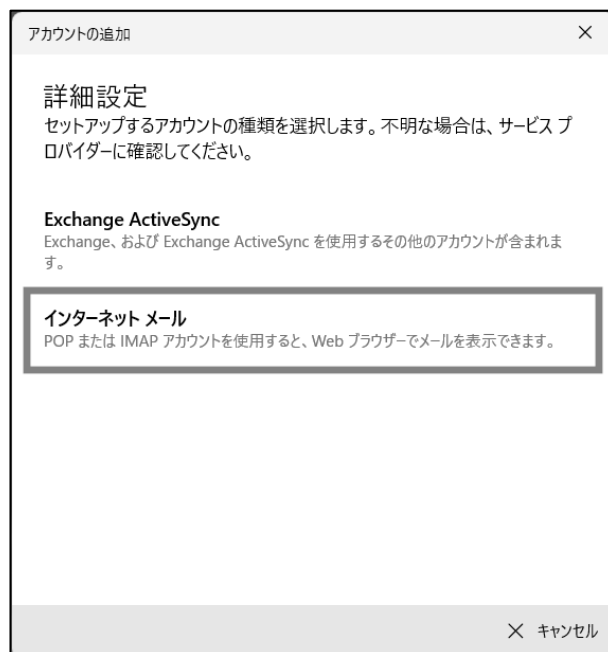 アカウントの追加
詳細設定
セットアップするアカウントの種類を選択します。不明な場合は、サービス プ
ロバイダーに確認してください。
Exchange ActiveSync
Exchange、および Exchange ActiveSync を使用するその他のアカウントが含まれま
す。
インターネット メール
POP または IMAP アカウントを使用すると、Web ブラウザーでメールを表示できます。
キャンセル